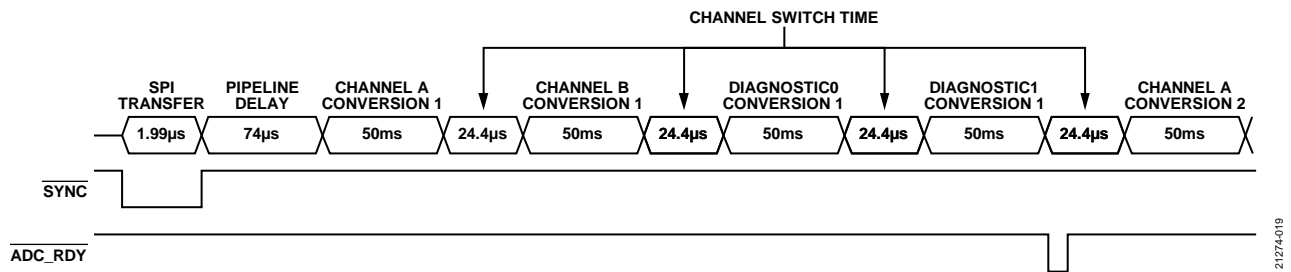 CHANNEL SWITCH TIME
SPI
TRANSFER
PIPELINE
DELAY
CHANNEL A
CONVERSION 1
CHANNEL B
CONVERSION 1
DIAGNOSTIC0
CONVERSION 1
DIAGNOSTIC1
CONVERSION 1
CHANNEL A
CONVERSION 2
1.99µs
74µs
50ms
24.4µs
50ms
24.4µs
50ms
24.4µs
50ms
24.4µs
50ms
SYNC
ADC_RDY
21274-019